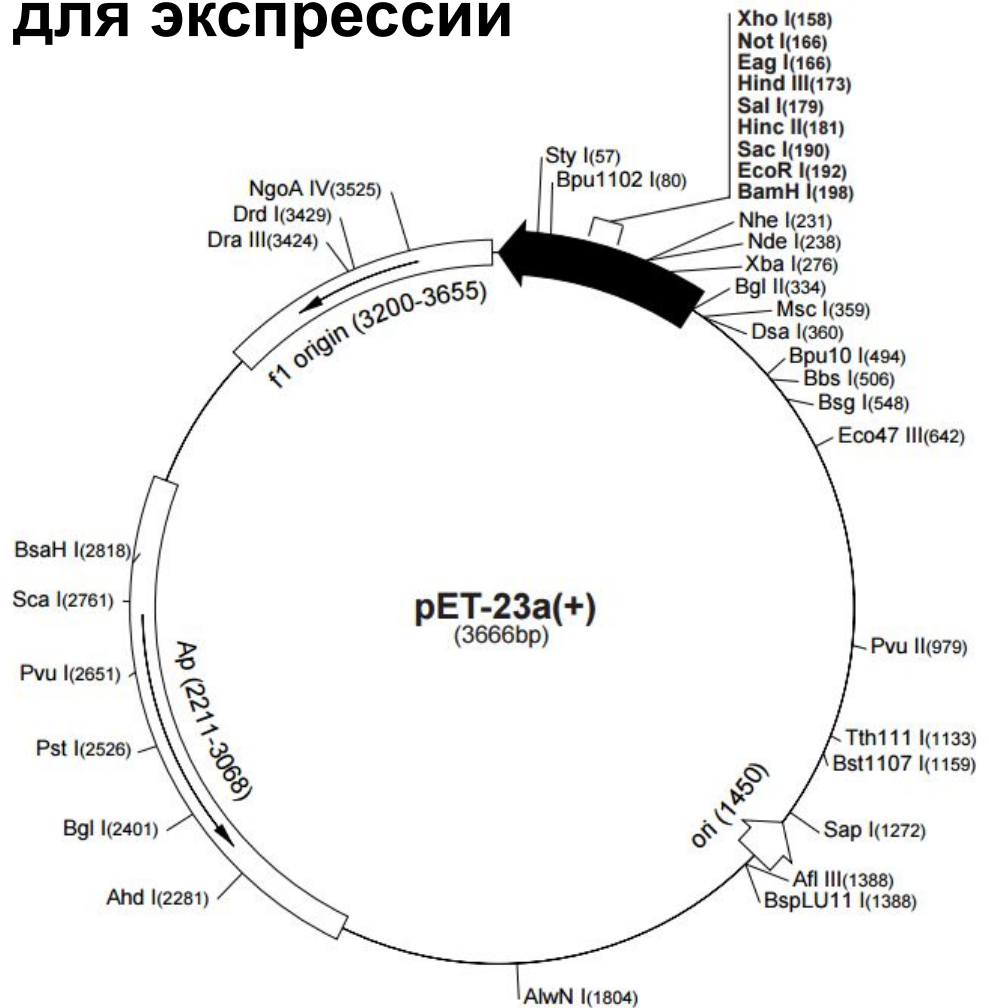 для экспрессии
Xho I(158)
Not I(166)
Eag I(166)
Hind III(173)
Sal I(179)
Hinc II(181)
Sac I(190)
EcoR I(192)
BamH I(198)
Sty I(57)
Bpu1102 I(80)
NgoA IV(3525)
Drd I(3429)
Dra III(3424)
Nhe I(231)
Nde I(238)
Xba I(276)
Bgl II(334)
Msc I(359)
Dsa I(360)
Bpu10 I(494)
Bbs I(506)
Bsg I(548)
Eco47 III(642)
f1 origin (3200-3655)
BsaH I(2818)
Sca I(2761)
Pvu I(2651)
Pst I(2526)
Bgl I(2401)
Ahd I(2281)
Ap (2211-3068)
pET-23a(+)
(3666bp)
Pvu II(979)
Tth111 I(1133)
Bst1107 I(1159)
ori (1450)
Sap I(1272)
Afl III(1388)
BspLU11 I(1388)
AlwN I(1804)